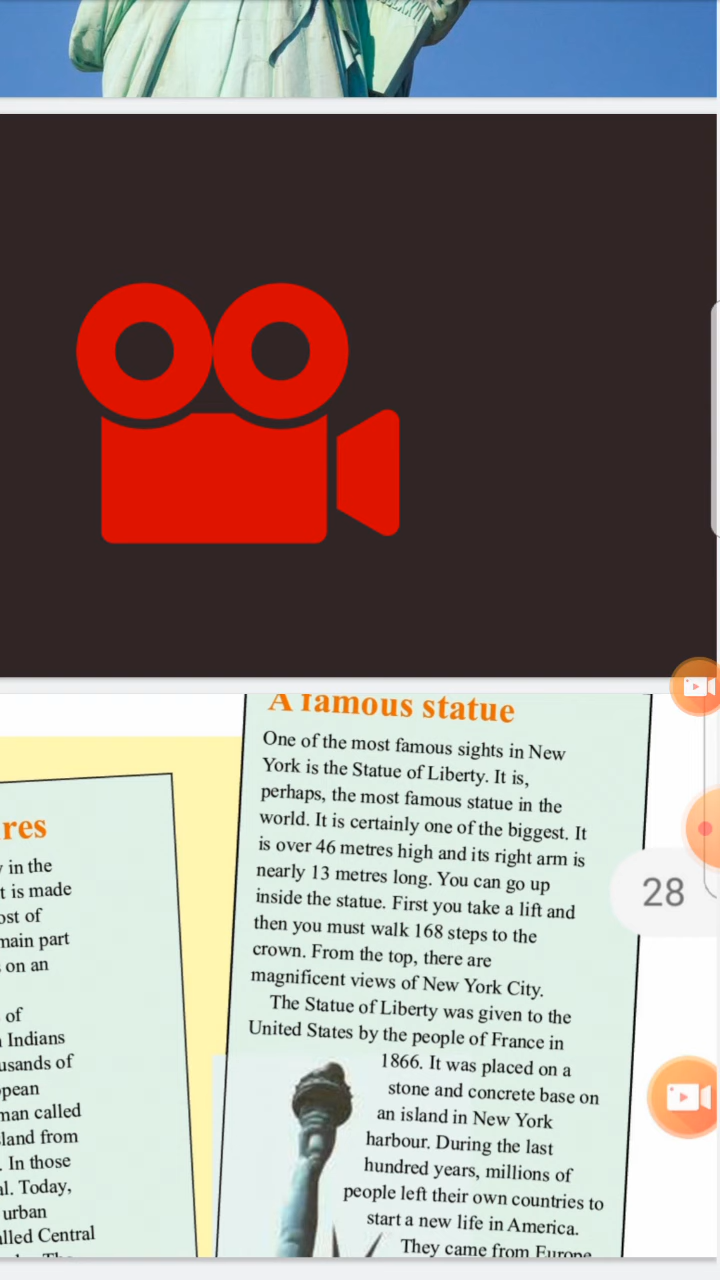 A famous statue
One of the most famous sights in New
York is the Statue of Liberty. It is,
perhaps, the most famous statue in the
world. It is certainly one of the biggest. It
is over 46 metres high and its right arm is
nearly 13 metres long. You can go up
inside the statue. First you take a lift and
then you must walk 168 steps to the
crown. From the top, there are
magnificent views of New York City.
The Statue of Liberty was given to the
United States by the people of France in
1866. It was placed on a
stone and concrete base on
an island in New York
harbour. During the last
hundred years, millions of
people left their own countries to
start a new life in America.
They came from Europe
res
in the
t is made
ost of
main part
on an
of
Indians
usands of
pean
man called
land from
. In those
al. Today,
urban
lled Central
28